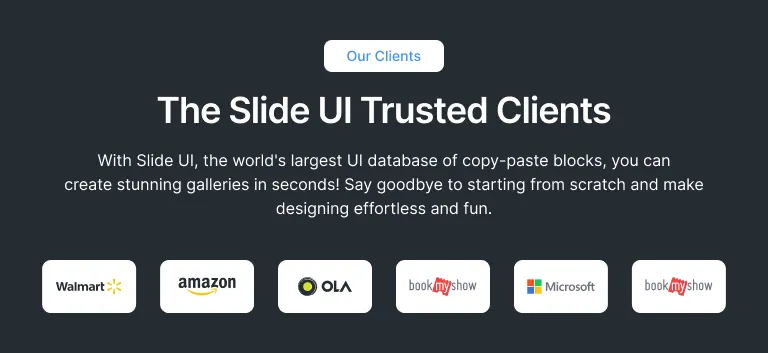 Our Clients
The Slide UI Trusted Clients
With Slide UI, the world's largest UI database of copy-paste blocks, you can
create stunning galleries in seconds! Say goodbye to starting from scratch and make
designing effortless and fun.
Walmart
amazon
OLA
bookmyshow
Microsoft
bookmyshow